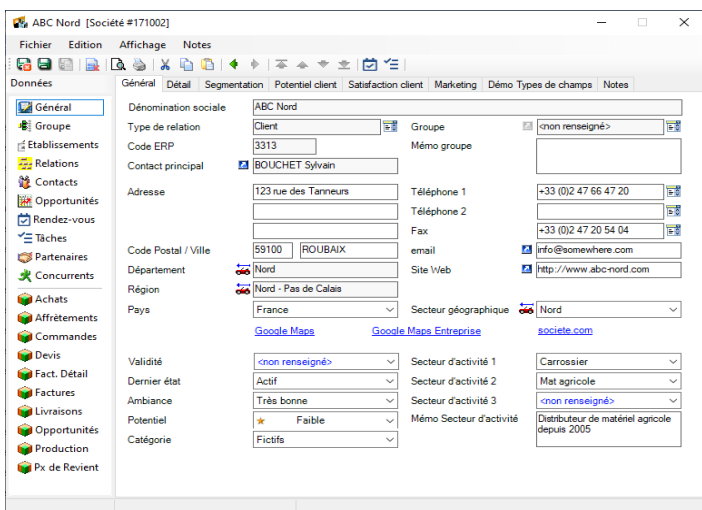 ABC Nord [Société #171002]
Fichier Edition Affichage Notes
Données
Général Détail Segmentation Potentiel client Satisfaction client Marketing Démo Types de champs Notes
Général
Groupe
Etablissements
Relations
Contacts
Opportunités
Rendez-vous
Tâches
Partenaires
Concurrents
Achats
Affrètements
Commandes
Devis
Fact. Détail
Factures
Livraisons
Opportunités
Production
Px de Revient
Dénomination sociale ABC Nord
Type de relation Client Groupe <non renseigné>
Code ERP 3313 Mémo groupe
Contact principal BOUCHET Sylvain
Adresse 123 rue des Tanneurs Téléphone 1 +33 (0)2 47 66 47 20
Téléphone 2
Fax +33 (0)2 47 20 54 04
Code Postal / Ville 59100 ROUBAIX email info@somewhere.com
Département Nord Site Web http://www.abc-nord.com
Région Nord - Pas de Calais
Pays France Secteur géographique Nord
Google Maps Google Maps Entreprise societe.com
Validité <non renseigné> Secteur d'activité 1 Carrossier
Dernier état Actif Secteur d'activité 2 Mat agricole
Ambiance Très bonne Secteur d'activité 3 <non renseigné>
Potentiel Faible Mémo Secteur d'activité Distributeur de matériel agricole
depuis 2005
Catégorie Fictifs